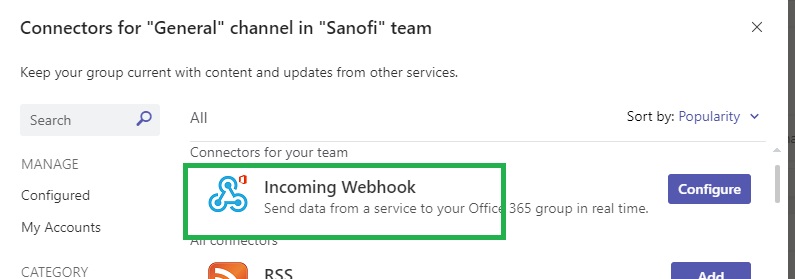 Connectors for "General" channel in "Sanofi" team
Keep your group current with content and updates from other services.
Search
All
Sort by: Popularity
MANAGE
Configured
My Accounts
CATEGORY
Connectors for your team
Incoming Webhook
Send data from a service to your Office 365 group in real time.
Configure
All connectors
RSS
Add